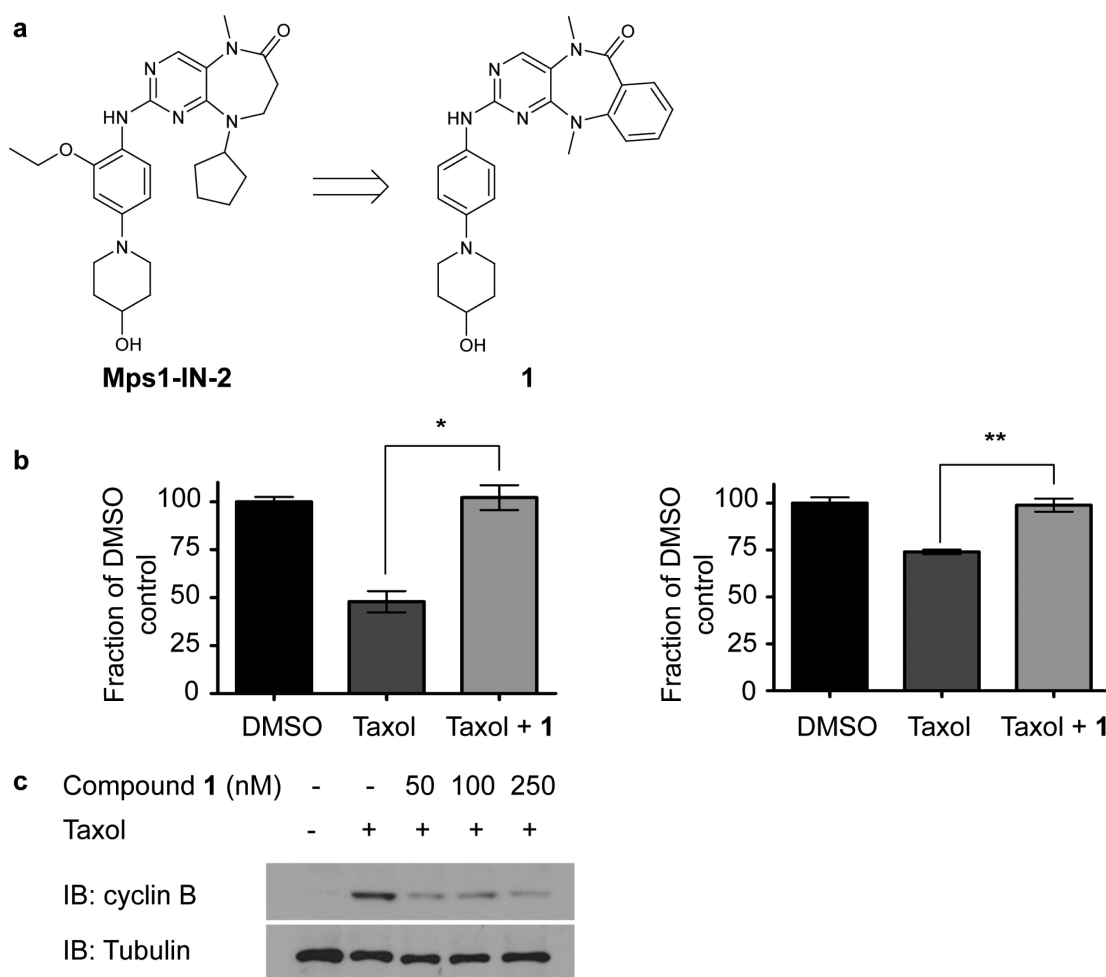 a
N
N
O
N
N
HN
N
O
N
OH
Mps1-IN-2
N
N
O
N
N
HN
N
N
OH
1
b
Fraction of DMSO
control
100
75
50
25
0
*
DMSO Taxol Taxol + 1
Fraction of DMSO
control
100
75
50
25
0
**
DMSO Taxol Taxol + 1
c
Compound 1 (nM) - - 50 100 250
Taxol - + + + +
IB: cyclin B
IB: Tubulin